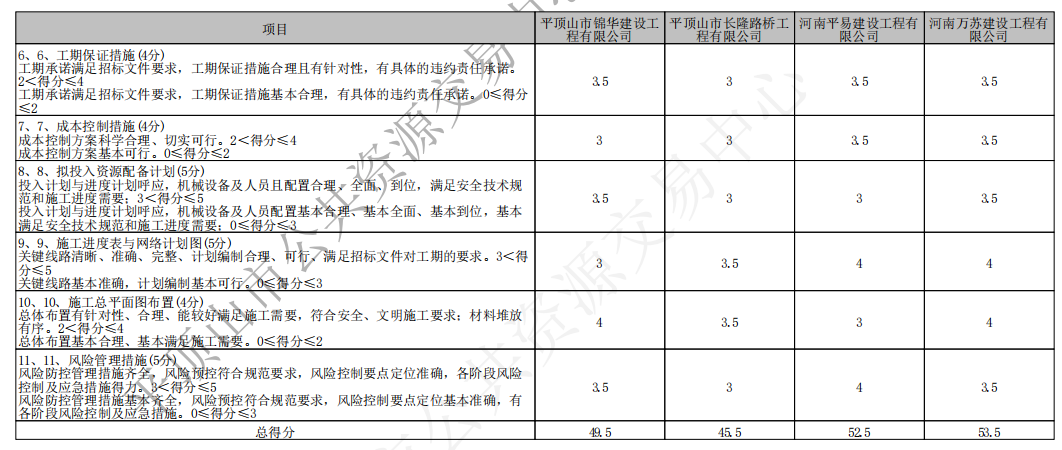 项目
平顶山市锦华建设工
程有限公司
平顶山市长隆路桥工
程有限公司
河南平易建设工程有
限公司
河南万苏建设工程有
限公司
6、6、工期保证措施(4分)
工期承诺满足招标文件要求，工期保证措施合理且有针对性，有具体的违约责任承诺。
2<得分≤4
工期承诺满足招标文件要求，工期保证措施基本合理，有具体的违约责任承诺。0≤得分
≤2
3.5
3
3.5
3.5
7、7、成本控制措施(4分)
成本控制方案科学合理、切实可行。2<得分≤4
成本控制方案基本可行。0≤得分≤2
3
3
3.5
3.5
8、8、拟投入资源配备计划(5分)
投入计划与进度计划呼应，机械设备及人员且配置合理、全面、到位，满足安全技术规
范和施工进度需要；3<得分≤5
投入计划与进度计划呼应，机械设备及人员配置基本合理、基本全面、基本到位，基本
满足安全技术规范和施工进度需要；0≤得分≤3
3.5
3
3
3.5
9、9、施工进度表与网络计划图(5分)
关键线路清晰、准确、完整、计划编制合理、可行、满足招标文件对工期的要求。3<得
分≤5
关键线路基本准确，计划编制基本可行。0≤得分≤3
3
3.5
4
4
10、10、施工总平面图布置(4分)
总体布置有针对性、合理、能较好满足施工需要，符合安全、文明施工要求；材料堆放
有序。2<得分≤4
总体布置基本合理、基本满足施工需要。0≤得分≤2
4
3.5
3
4
11、11、风险管理措施(5分)
风险防控管理措施齐全，风险预控符合规范要求，风险控制要点定位准确，各阶段风险
控制及应急措施得力。3<得分≤5
风险防控管理措施基本齐全，风险预控符合规范要求，风险控制要点定位基本准确，有
各阶段风险控制及应急措施。0≤得分≤3
3.5
3
4
3.5
总得分
49.5
45.5
52.5
53.5
平顶山市公共资源交易中心
市公共资源交易中心